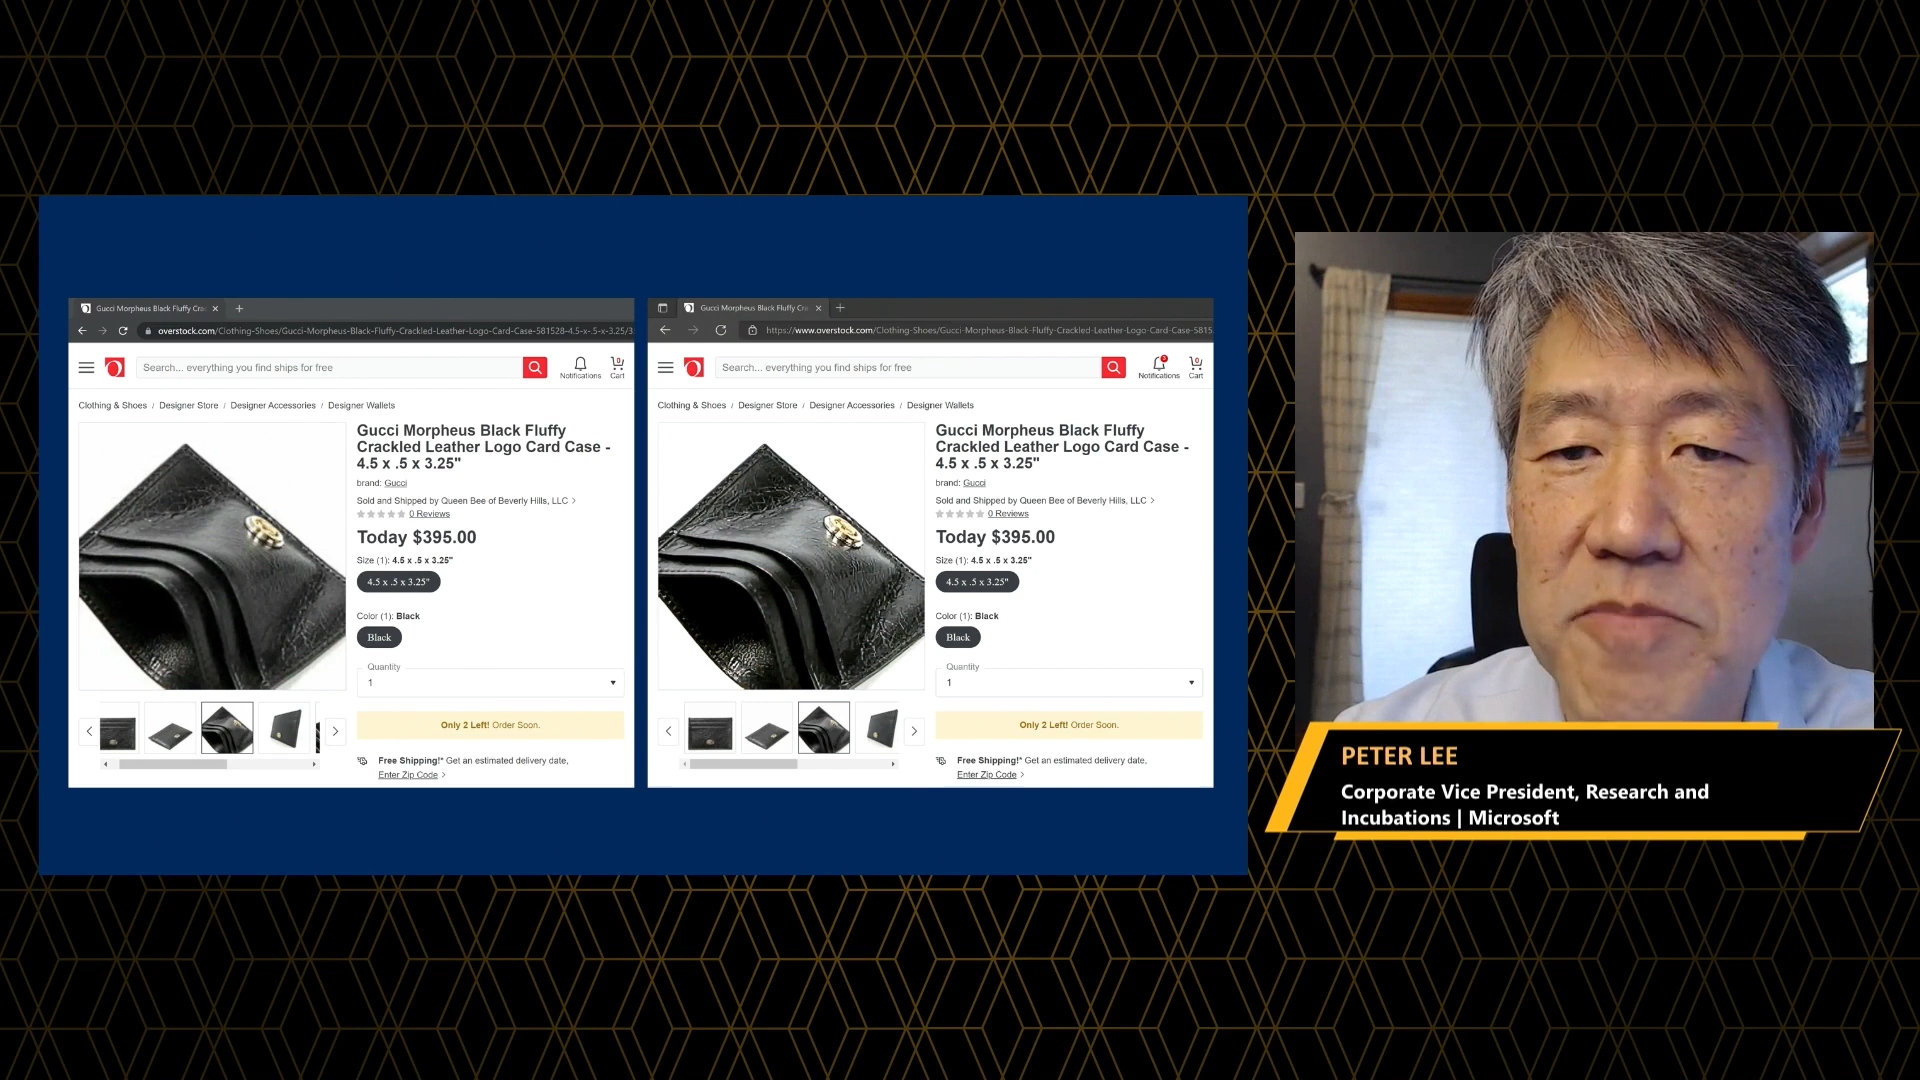 Gucci Morpheus Black Fluffy Cra
overstock.com/Clothing-Shoes/Gucci-Morpheus-Black-Fluffy-Crackled-Leather-Logo-Card-Case-581528-4.5-x-.5-x-3.25/3
Search... everything you find ships for free
Notifications
0
Cart
Clothing & Shoes / Designer Store / Designer Accessories / Designer Wallets
Gucci Morpheus Black Fluffy
Crackled Leather Logo Card Case -
4.5 x .5 x 3.25"
brand: Gucci
Sold and Shipped by Queen Bee of Beverly Hills, LLC
0 Reviews
Today $395.00
Size (1): 4.5 x .5 x 3.25"
4.5 x .5 x 3.25"
Color (1): Black
Black
Quantity
1
Only 2 Left! Order Soon.
Free Shipping!* Get an estimated delivery date,
Enter Zip Code
Gucci Morpheus Black Fluffy Cra
https://www.overstock.com/Clothing-Shoes/Gucci-Morpheus-Black-Fluffy-Crackled-Leather-Logo-Card-Case-5815
Search... everything you find ships for free
Notifications
0
Cart
Clothing & Shoes / Designer Store / Designer Accessories / Designer Wallets
Gucci Morpheus Black Fluffy
Crackled Leather Logo Card Case -
4.5 x .5 x 3.25"
brand: Gucci
Sold and Shipped by Queen Bee of Beverly Hills, LLC
0 Reviews
Today $395.00
Size (1): 4.5 x .5 x 3.25"
4.5 x .5 x 3.25"
Color (1): Black
Black
Quantity
1
Only 2 Left! Order Soon.
Free Shipping!* Get an estimated delivery date,
Enter Zip Code
PETER LEE
Corporate Vice President, Research and
Incubations | Microsoft